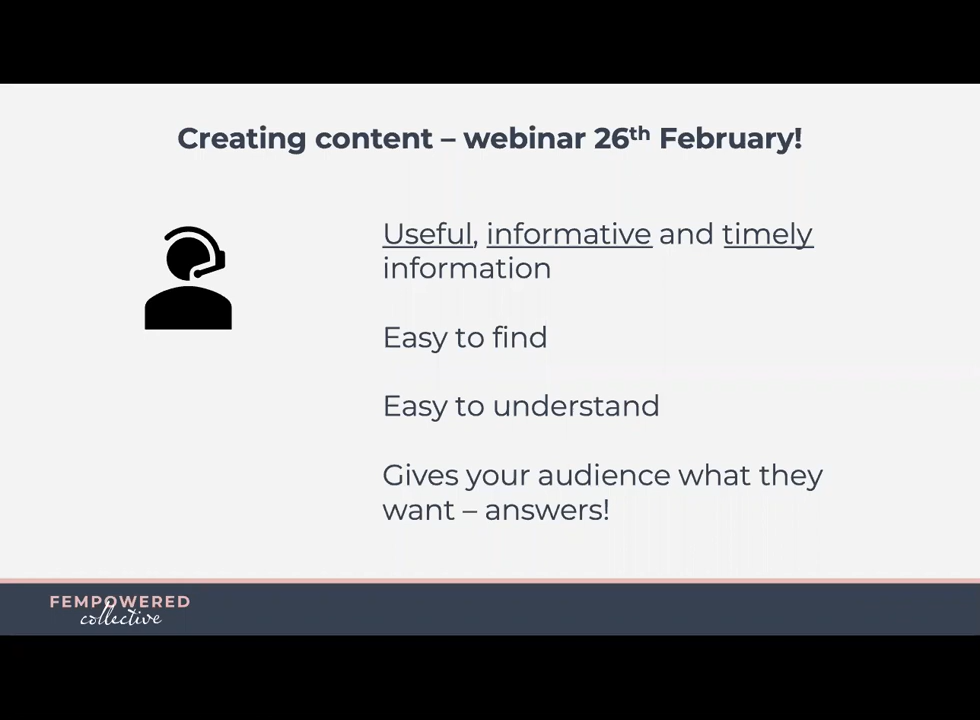 Creating content – webinar 26th February!
Useful, informative and timely
information
Easy to find
Easy to understand
Gives your audience what they
want – answers!
FEMPOWERED
collective